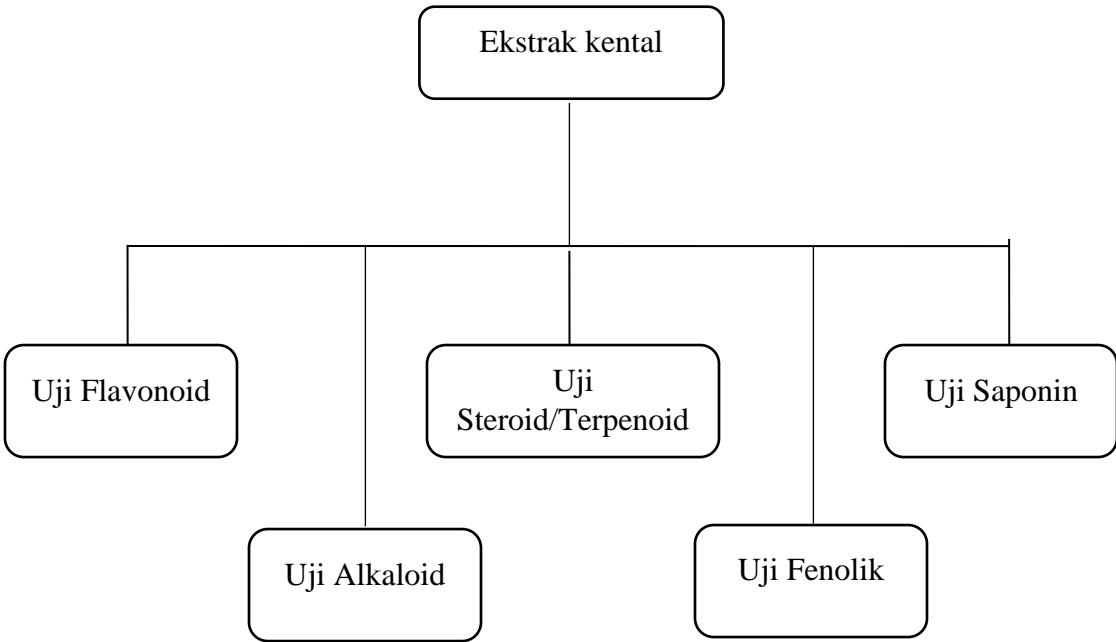 Ekstrak kental
Uji Flavonoid
Uji
Steroid/Terpenoid
Uji Saponin
Uji Alkaloid
Uji Fenolik